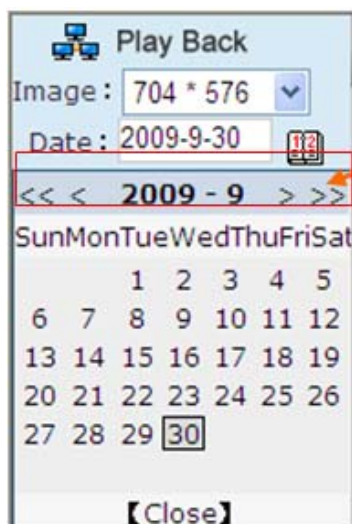 Play Back
Image : 704 * 576
Date : 2009-9-30 12
<< < 2009 - 9 > >>
SunMonTueWedThuFriSat
1 2 3 4 5
6 7 8 9 10 11 12
13 14 15 16 17 18 19
20 21 22 23 24 25 26
27 28 29 30
【Close】